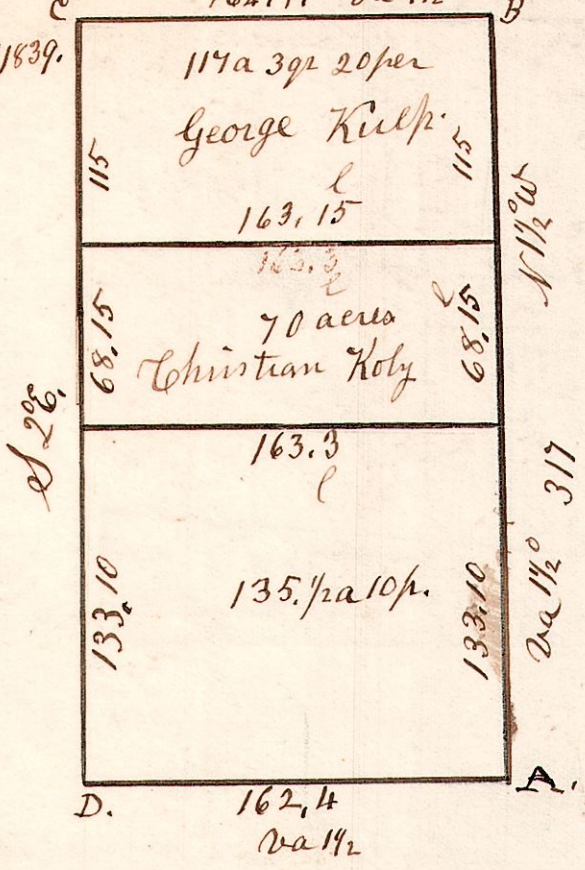 B
1839.
117a 3qr 20per
George Kulp.
115
115
l
163,15
N 1½° W
163.3
l
70 acres
l
68,15
68,15
Christian Koly
S 2° E.
163.3
l
317
va 1½°
133,10
135.½a 10p.
133,10
A.
D.
162,4
va 1½